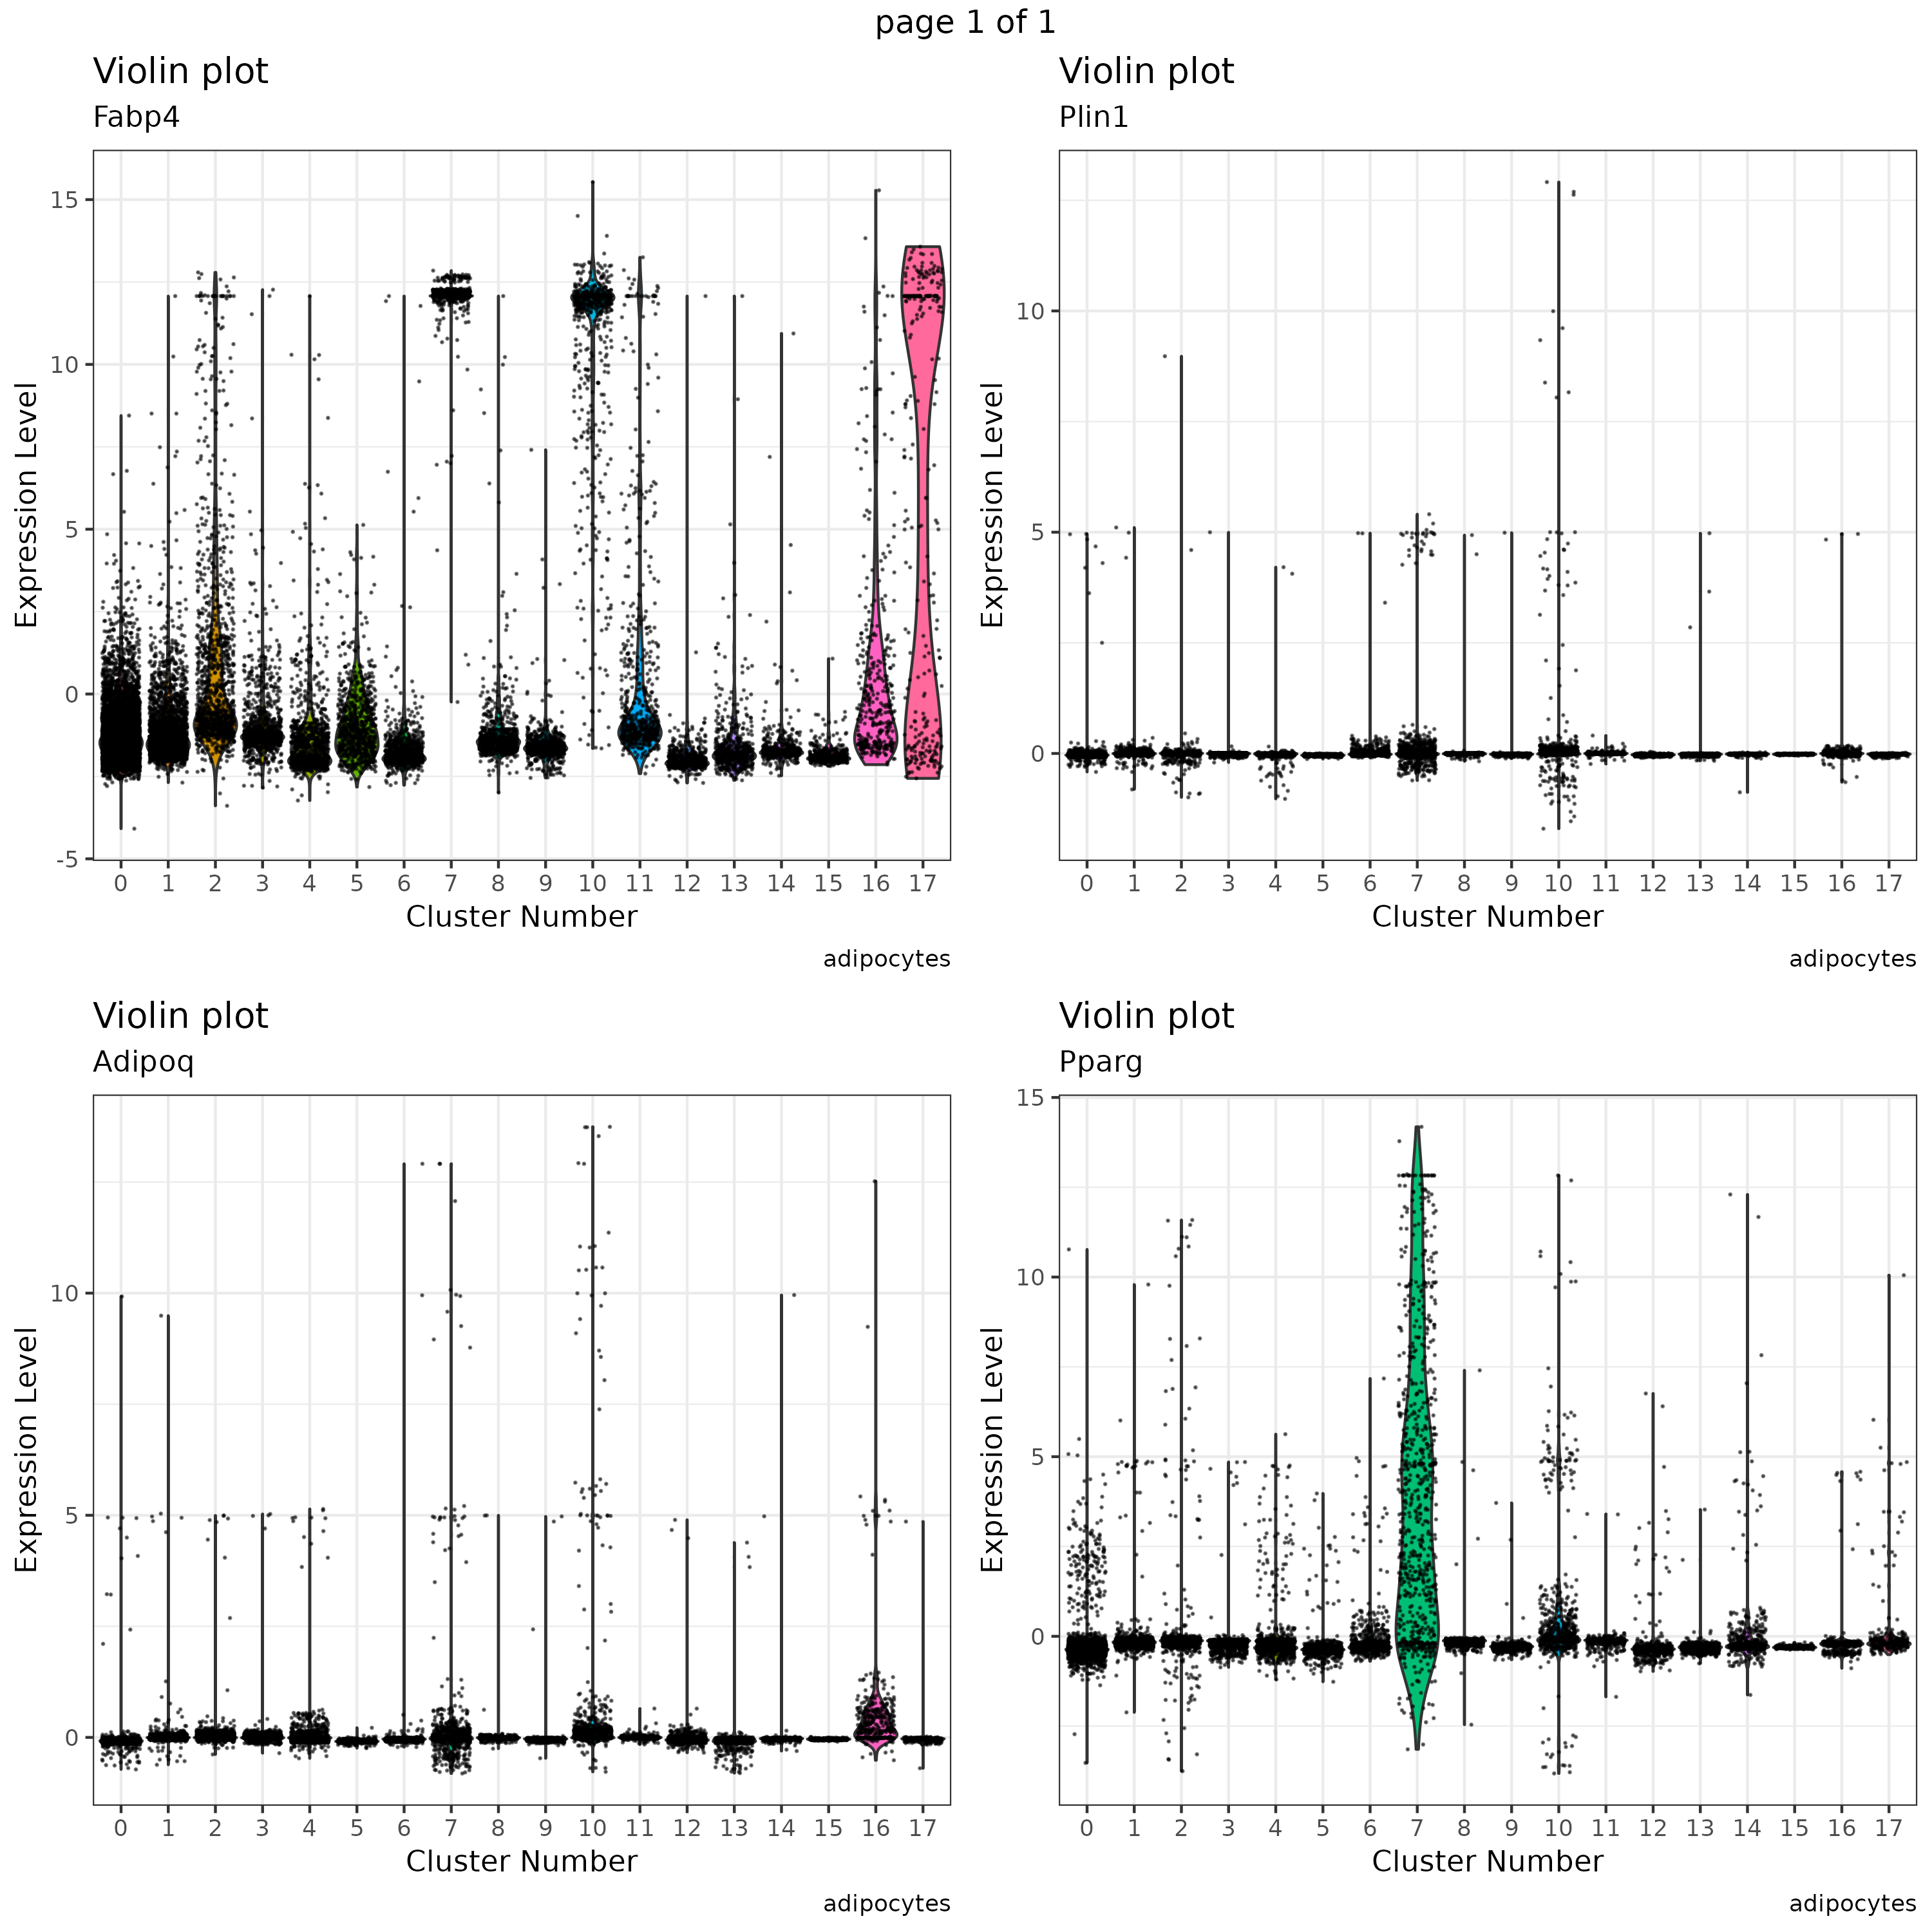 page 1 of 1
Violin plot
Fabp4
15
10
5
0
-5
Expression Level
0 1 2 3 4 5 6 7 8 9 10 11 12 13 14 15 16 17
Cluster Number
adipocytes
Violin plot
Plin1
10
5
0
Expression Level
0 1 2 3 4 5 6 7 8 9 10 11 12 13 14 15 16 17
Cluster Number
adipocytes
Violin plot
Adipoq
10
5
0
Expression Level
0 1 2 3 4 5 6 7 8 9 10 11 12 13 14 15 16 17
Cluster Number
adipocytes
Violin plot
Pparg
15
10
5
0
Expression Level
0 1 2 3 4 5 6 7 8 9 10 11 12 13 14 15 16 17
Cluster Number
adipocytes